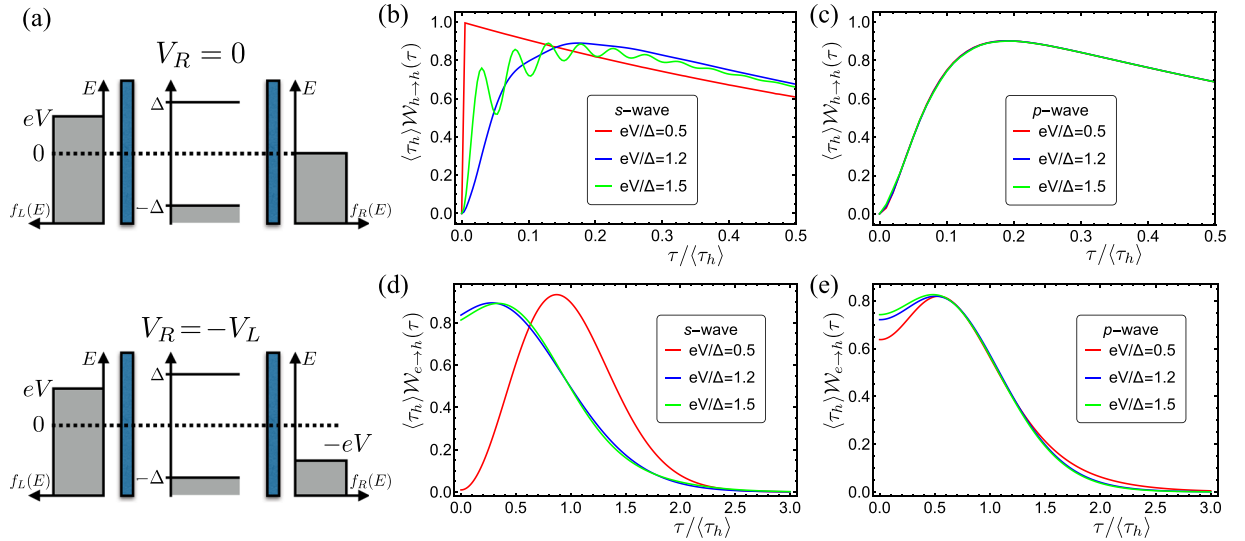 (a)
V_R = 0
E
Δ
E
eV
0
−Δ
f_L(E)
f_R(E)
V_R = −V_L
E
Δ
E
eV
0
−eV
−Δ
f_L(E)
f_R(E)
(b)
⟨τ_h⟩𝒲_{h→h}(τ)
1.0
0.8
0.6
0.4
0.2
0.0
s-wave
eV/Δ=0.5
eV/Δ=1.2
eV/Δ=1.5
0.0 0.1 0.2 0.3 0.4 0.5
τ/⟨τ_h⟩
(c)
⟨τ_h⟩𝒲_{h→h}(τ)
1.0
0.8
0.6
0.4
0.2
0.0
p-wave
eV/Δ=0.5
eV/Δ=1.2
eV/Δ=1.5
0.0 0.1 0.2 0.3 0.4 0.5
τ/⟨τ_h⟩
(d)
⟨τ_h⟩𝒲_{e→h}(τ)
0.8
0.6
0.4
0.2
0.0
s-wave
eV/Δ=0.5
eV/Δ=1.2
eV/Δ=1.5
0.0 0.5 1.0 1.5 2.0 2.5 3.0
τ/⟨τ_h⟩
(e)
⟨τ_h⟩𝒲_{e→h}(τ)
0.8
0.6
0.4
0.2
0.0
p-wave
eV/Δ=0.5
eV/Δ=1.2
eV/Δ=1.5
0.0 0.5 1.0 1.5 2.0 2.5 3.0
τ/⟨τ_h⟩